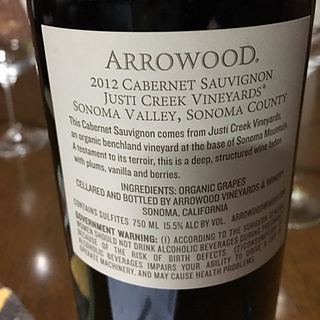 ARROWOOD®
2012 CABERNET SAUVIGNON
JUSTI CREEK VINEYARDS®
SONOMA VALLEY, SONOMA COUNTY
This Cabernet Sauvignon comes from Justi Creek Vineyards,
an organic benchland vineyard at the base of Sonoma Mountain.
A testament to its terroir, this is a deep, structured wine laden
with plums, vanilla and berries.
INGREDIENTS: ORGANIC GRAPES
CELLARED AND BOTTLED BY ARROWOOD VINEYARDS & WINERY
SONOMA, CALIFORNIA
CONTAINS SULFITES 750 ML 15.5% ALC BY VOL.
GOVERNMENT WARNING: (1) ACCORDING TO THE SURGEON
WOMEN SHOULD NOT DRINK ALCOHOLIC BEVERAGES DURING
BECAUSE OF THE RISK OF BIRTH DEFECTS. (2)
BEVERAGES IMPAIRS YOUR ABILITY TO DRIVE A
OPERATE MACHINERY, AND MAY CAUSE HEALTH
PROBLEMS.